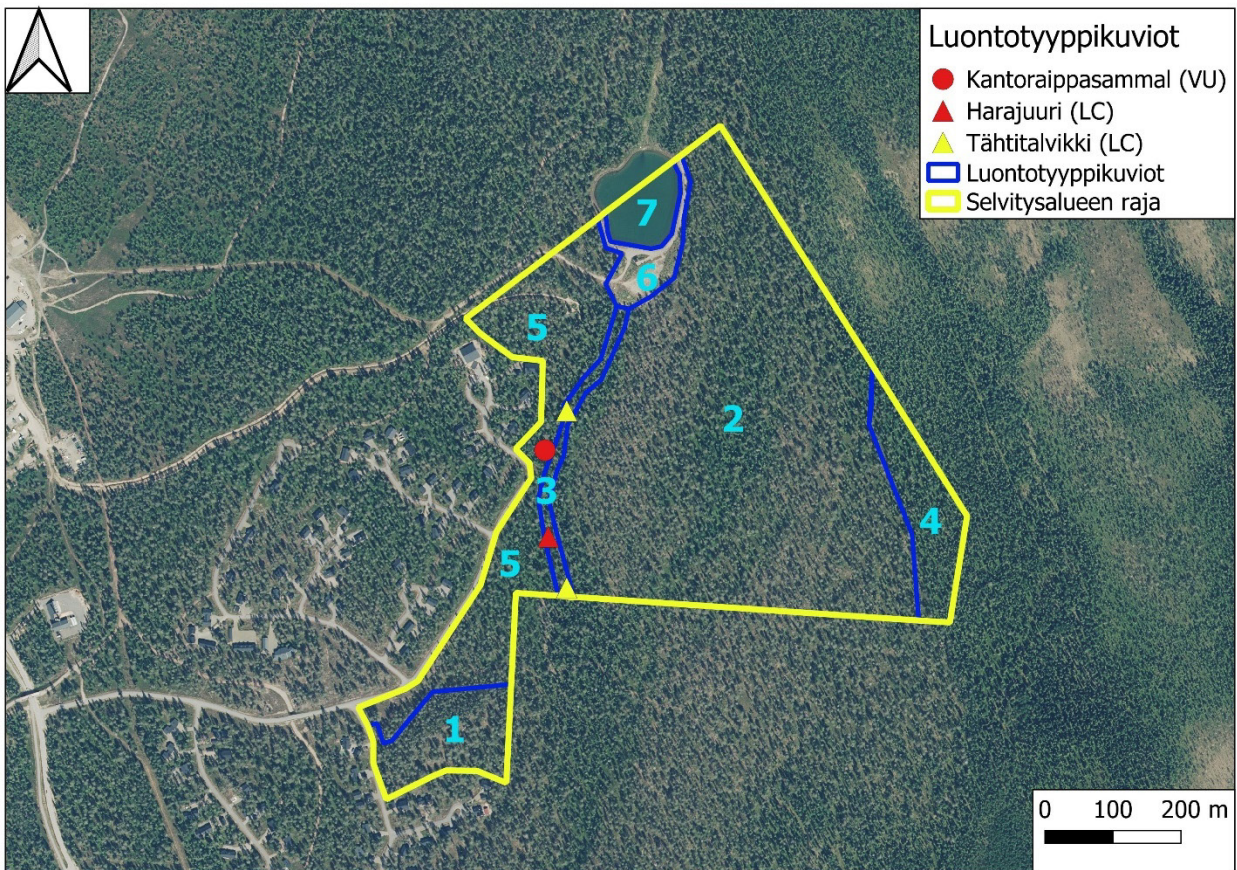 Luontotyyppikuviot
Kantoraippasammal (VU)
Harajuuri (LC)
Tähtitalvikki (LC)
Luontotyyppikuviot
Selvitysalueen raja
7
6
5
2
3
4
5
1
0 100 200 m